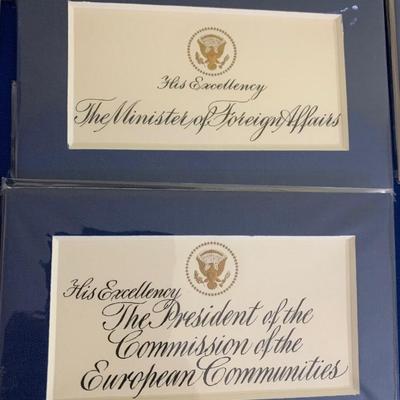 His Excellency
The Minister of Foreign Affairs
His Excellency
The President of the
Commission of the
European Communities